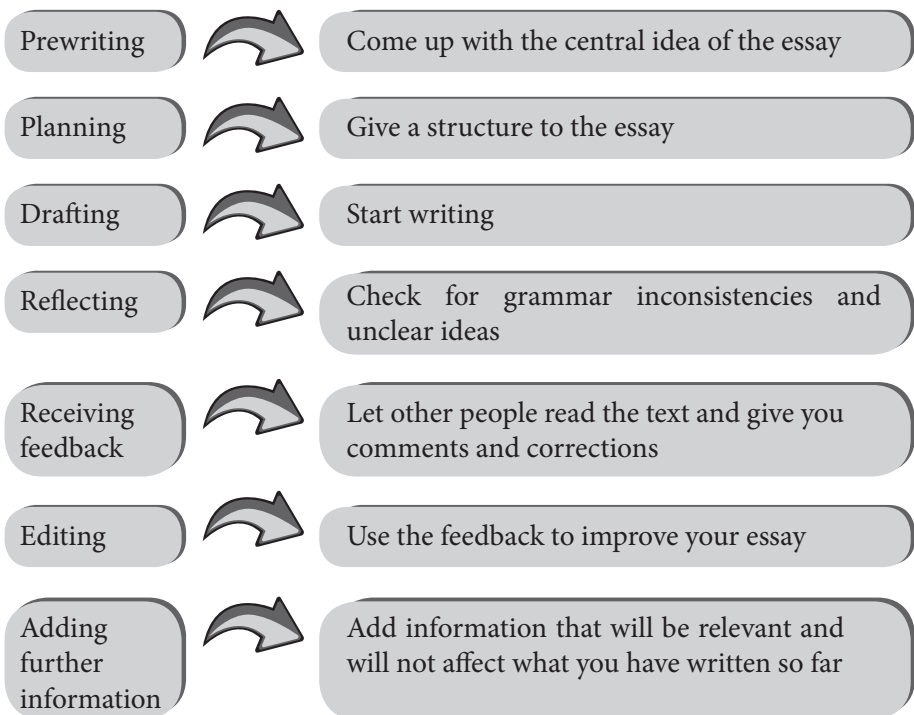 Prewriting
Come up with the central idea of the essay
Planning
Give a structure to the essay
Drafting
Start writing
Reflecting
Check for grammar inconsistencies and
unclear ideas
Receiving
feedback
Let other people read the text and give you
comments and corrections
Editing
Use the feedback to improve your essay
Adding
further
information
Add information that will be relevant and
will not affect what you have written so far